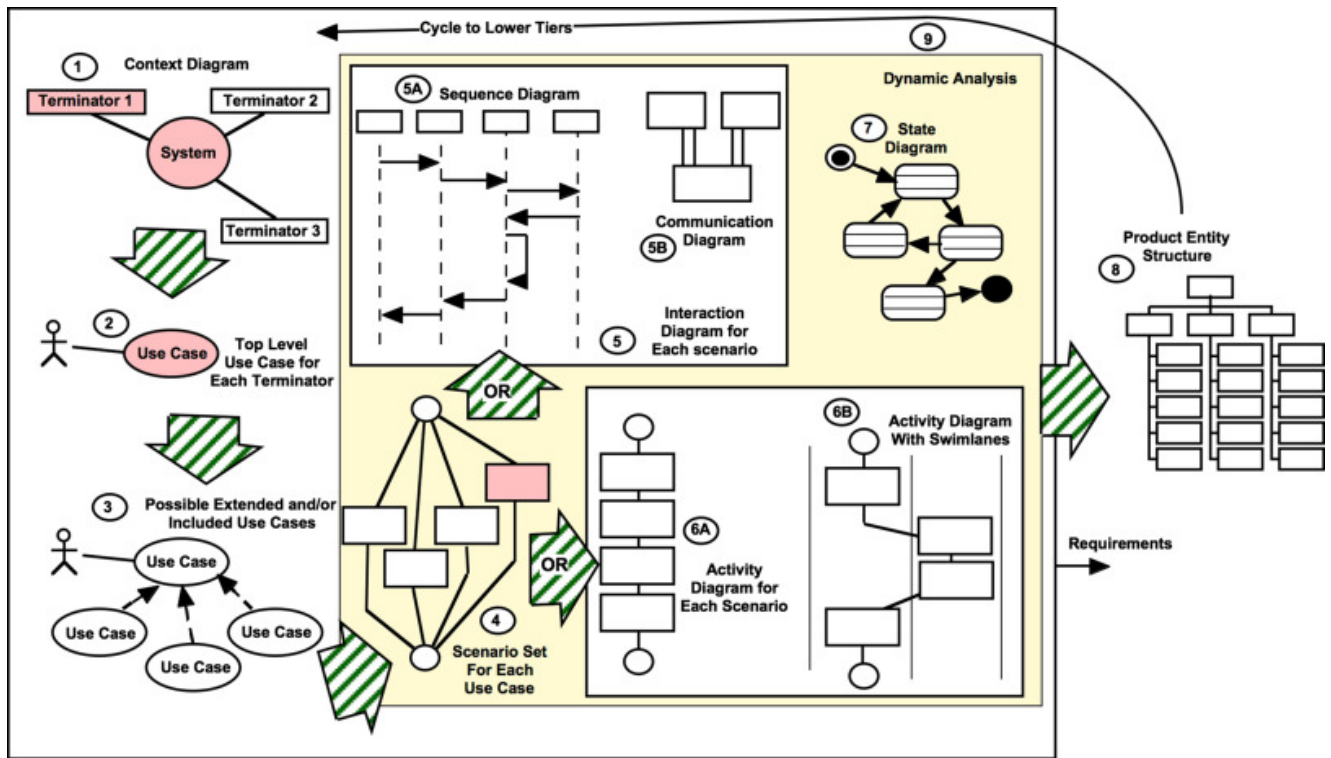 Cycle to Lower Tiers
9
1
Context Diagram
Terminator 1
Terminator 2
System
Terminator 3
2
Use Case
Top Level
Use Case for
Each Terminator
3
Possible Extended and/or
Included Use Cases
Use Case
Use Case
Use Case
Use Case
5A
Sequence Diagram
Communication
Diagram
5B
5
Interaction
Diagram for
Each scenario
Dynamic Analysis
7
State
Diagram
OR
4
Scenario Set
For Each
Use Case
OR
6A
Activity
Diagram for
Each Scenario
6B
Activity Diagram
With Swimlanes
Product Entity
Structure
8
Requirements